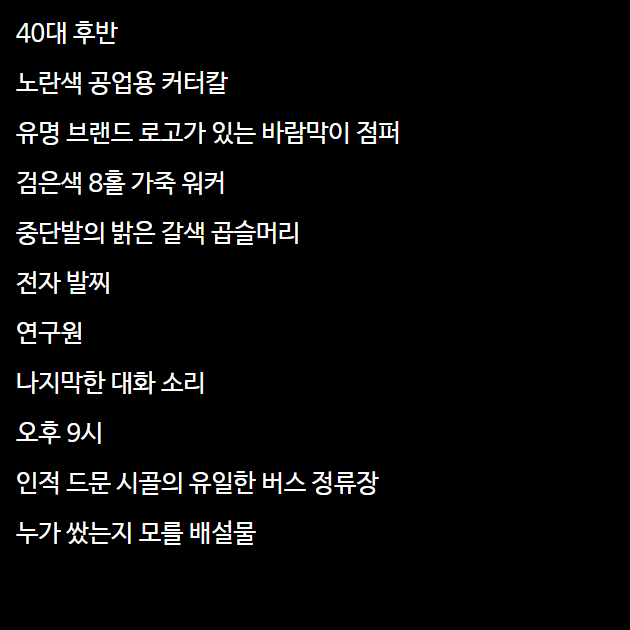 40대 후반
노란색 공업용 커터칼
유명 브랜드 로고가 있는 바람막이 점퍼
검은색 8홀 가죽 워커
중단발의 밝은 갈색 곱슬머리
전자 발찌
연구원
나지막한 대화 소리
오후 9시
인적 드문 시골의 유일한 버스 정류장
누가 쌌는지 모를 배설물